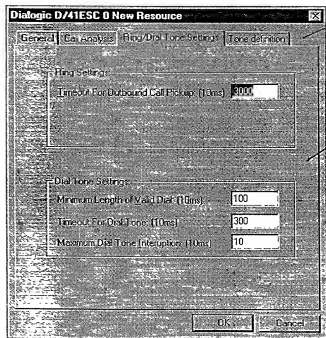 Dialogic D/41ESC 0 New Resource
General Call Analysis Ring/Dial Tone Settings Tone definition
Ring Settings
Timeout For Outbound Call Pickup: (10ms) 3000
Dial Tone Settings
Minimum Length of Valid Dial: (10ms) 100
Timeout For Dial Tone: (10ms) 300
Maximum Dial Tone Interuption: (10ms) 10
OK Cancel